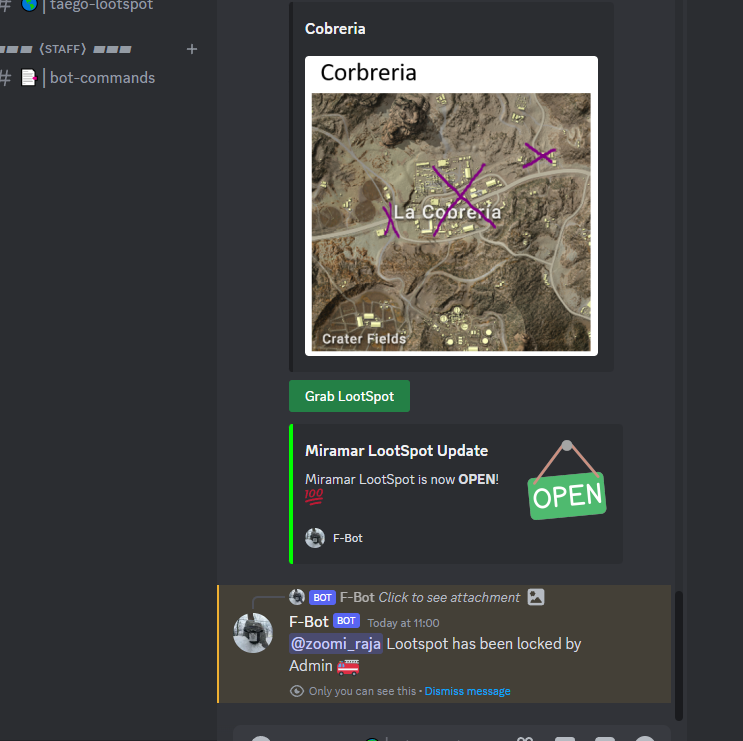 # | taego-lootspot
(STAFF)
# | bot-commands
Cobreria
Corbreria
La Cobreria
Crater Fields
Grab LootSpot
Miramar LootSpot Update
Miramar LootSpot is now OPEN!
💯
OPEN
F-Bot
BOT F-Bot Click to see attachment
F-Bot BOT Today at 11:00
@zoomi_raja Lootspot has been locked by
Admin 🚒
Only you can see this • Dismiss message